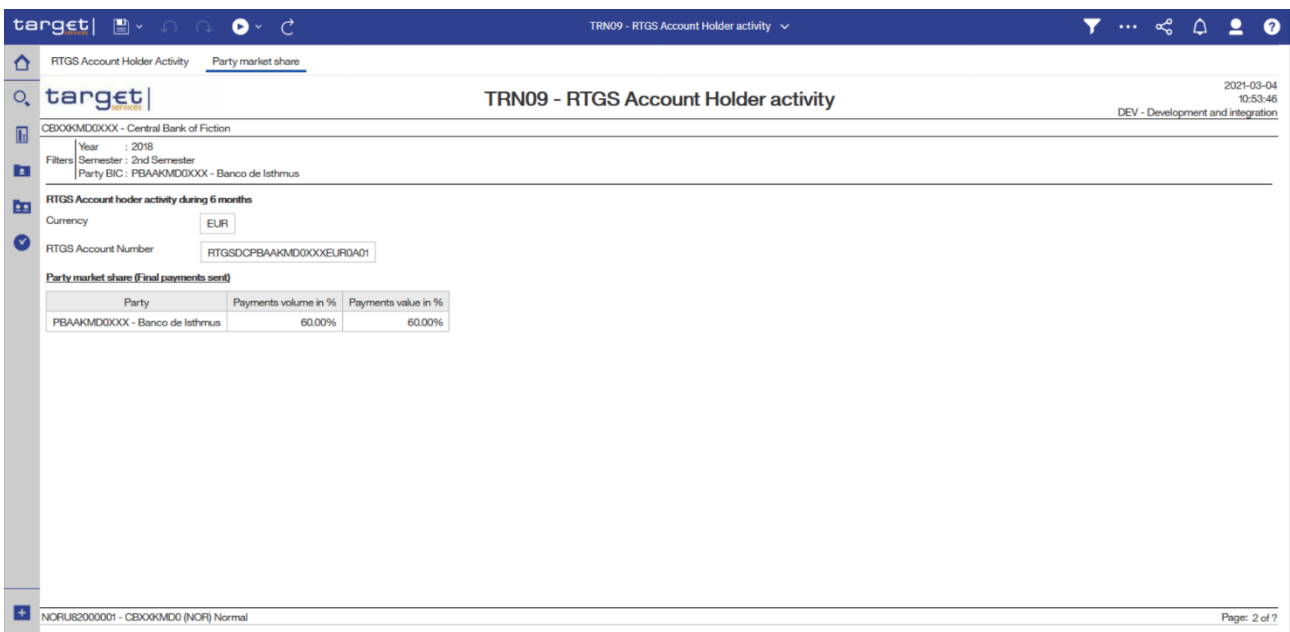 target| services TRN09 - RTGS Account Holder activity ?
RTGS Account Holder Activity Party market share
target| services TRN09 - RTGS Account Holder activity 2021-03-04
10:53:46
DEV - Development and integration
CBXXKMD0XXX - Central Bank of Fiction
Year : 2018
Filters Semester : 2nd Semester
Party BIC : PBAAKMD0XXX - Banco de Isthmus
RTGS Account hoder activity during 6 months
Currency EUR
RTGS Account Number RTGSDCPBAAKMD0XXXEUR0A01
Party market share (Final payments sent)
Party Payments volume in % Payments value in %
PBAAKMD0XXX - Banco de Isthmus 60.00% 60.00%
NORU82000001 - CBXXKMD0 (NOR) Normal Page: 2 of ?